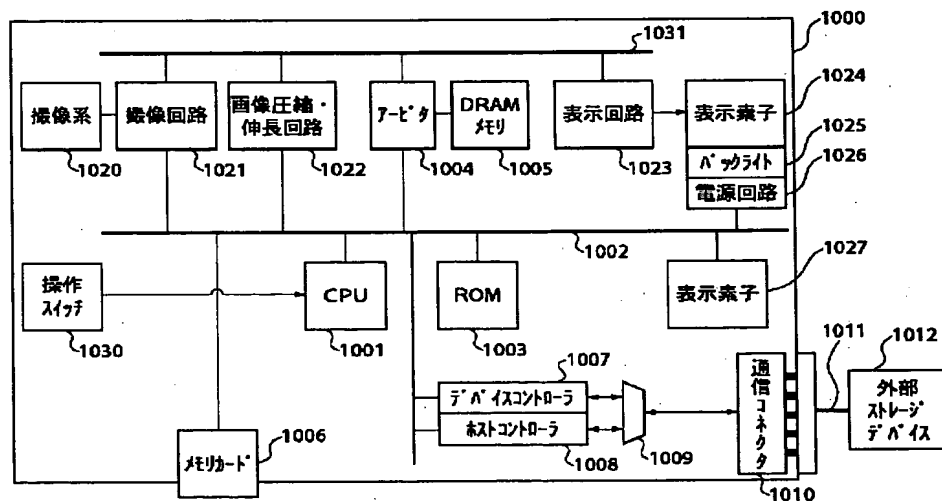 1000
1031
撮像系
1020
撮像回路
1021
画像圧縮・
伸長回路
1022
アービタ
1004
DRAM
メモリ
1005
表示回路
1023
表示素子
1024
バックライト
1025
電源回路
1026
1002
操作
スイッチ
1030
CPU
1001
ROM
1003
表示素子
1027
メモリカード
1006
デバイスコントローラ
1007
ホストコントローラ
1008
1009
通信コネクタ
1010
1011
外部
ストレージ
デバイス
1012